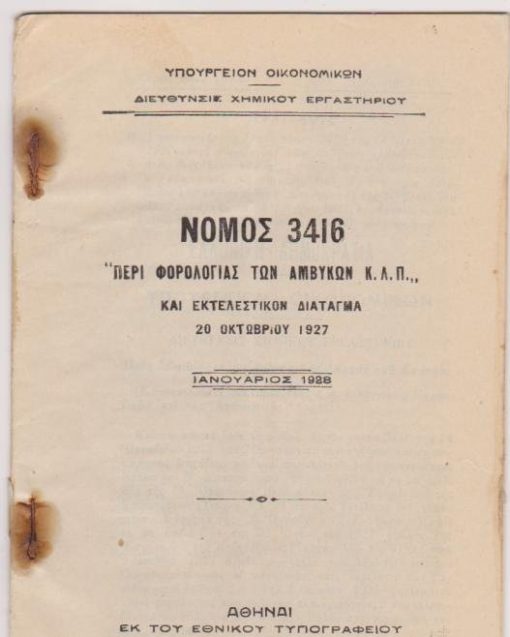 ΥΠΟΥΡΓΕΙΟΝ ΟΙΚΟΝΟΜΙΚΩΝ
ΔΙΕΥΘΥΝΣΙΣ ΧΗΜΙΚΟΥ ΕΡΓΑΣΤΗΡΙΟΥ
ΝΟΜΟΣ 3416
"ΠΕΡΙ ΦΟΡΟΛΟΓΙΑΣ ΤΩΝ ΑΜΒΥΚΩΝ Κ.Λ.Π.,,
ΚΑΙ ΕΚΤΕΛΕΣΤΙΚΟΝ ΔΙΑΤΑΓΜΑ
20 ΟΚΤΩΒΡΙΟΥ 1927
ΙΑΝΟΥΑΡΙΟΣ 1928
ΑΘΗΝΑΙ
ΕΚ ΤΟΥ ΕΘΝΙΚΟΥ ΤΥΠΟΓΡΑΦΕΙΟΥ